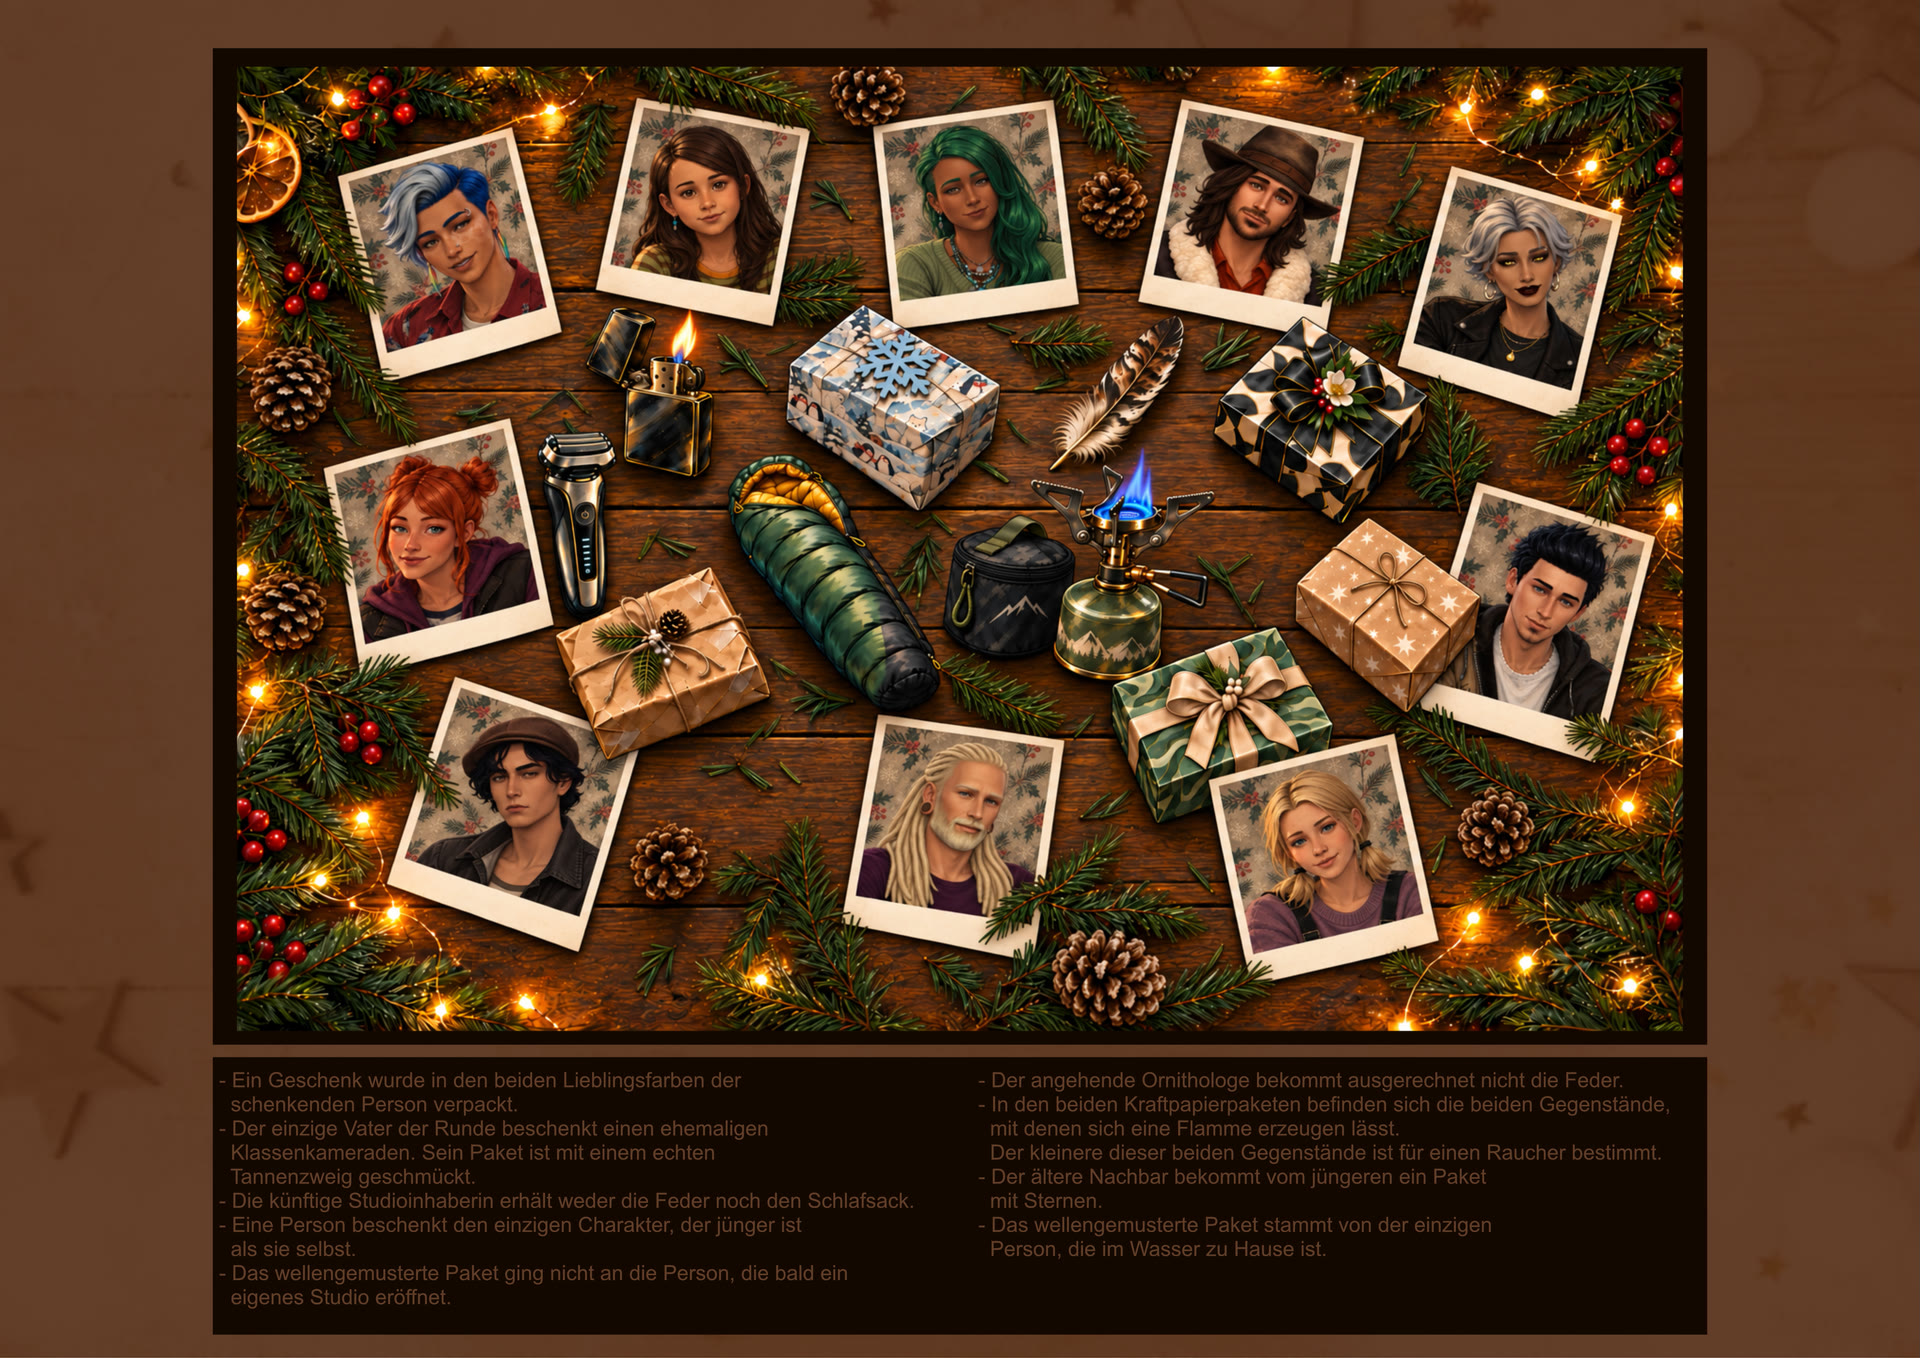 - Ein Geschenk wurde in den beiden Lieblingsfarben der
schenkenden Person verpackt.
- Der einzige Vater der Runde beschenkt einen ehemaligen
Klassenkameraden. Sein Paket ist mit einem echten
Tannenzweig geschmückt.
- Die künftige Studioinhaberin erhält weder die Feder noch den Schlafsack.
- Eine Person beschenkt den einzigen Charakter, der jünger ist
als sie selbst.
- Das wellengemusterte Paket ging nicht an die Person, die bald ein
eigenes Studio eröffnet.
- Der angehende Ornithologe bekommt ausgerechnet nicht die Feder.
- In den beiden Kraftpapierpaketen befinden sich die beiden Gegenstände,
mit denen sich eine Flamme erzeugen lässt.
Der kleinere dieser beiden Gegenstände ist für einen Raucher bestimmt.
- Der ältere Nachbar bekommt vom jüngeren ein Paket
mit Sternen.
- Das wellengemusterte Paket stammt von der einzigen
Person, die im Wasser zu Hause ist.